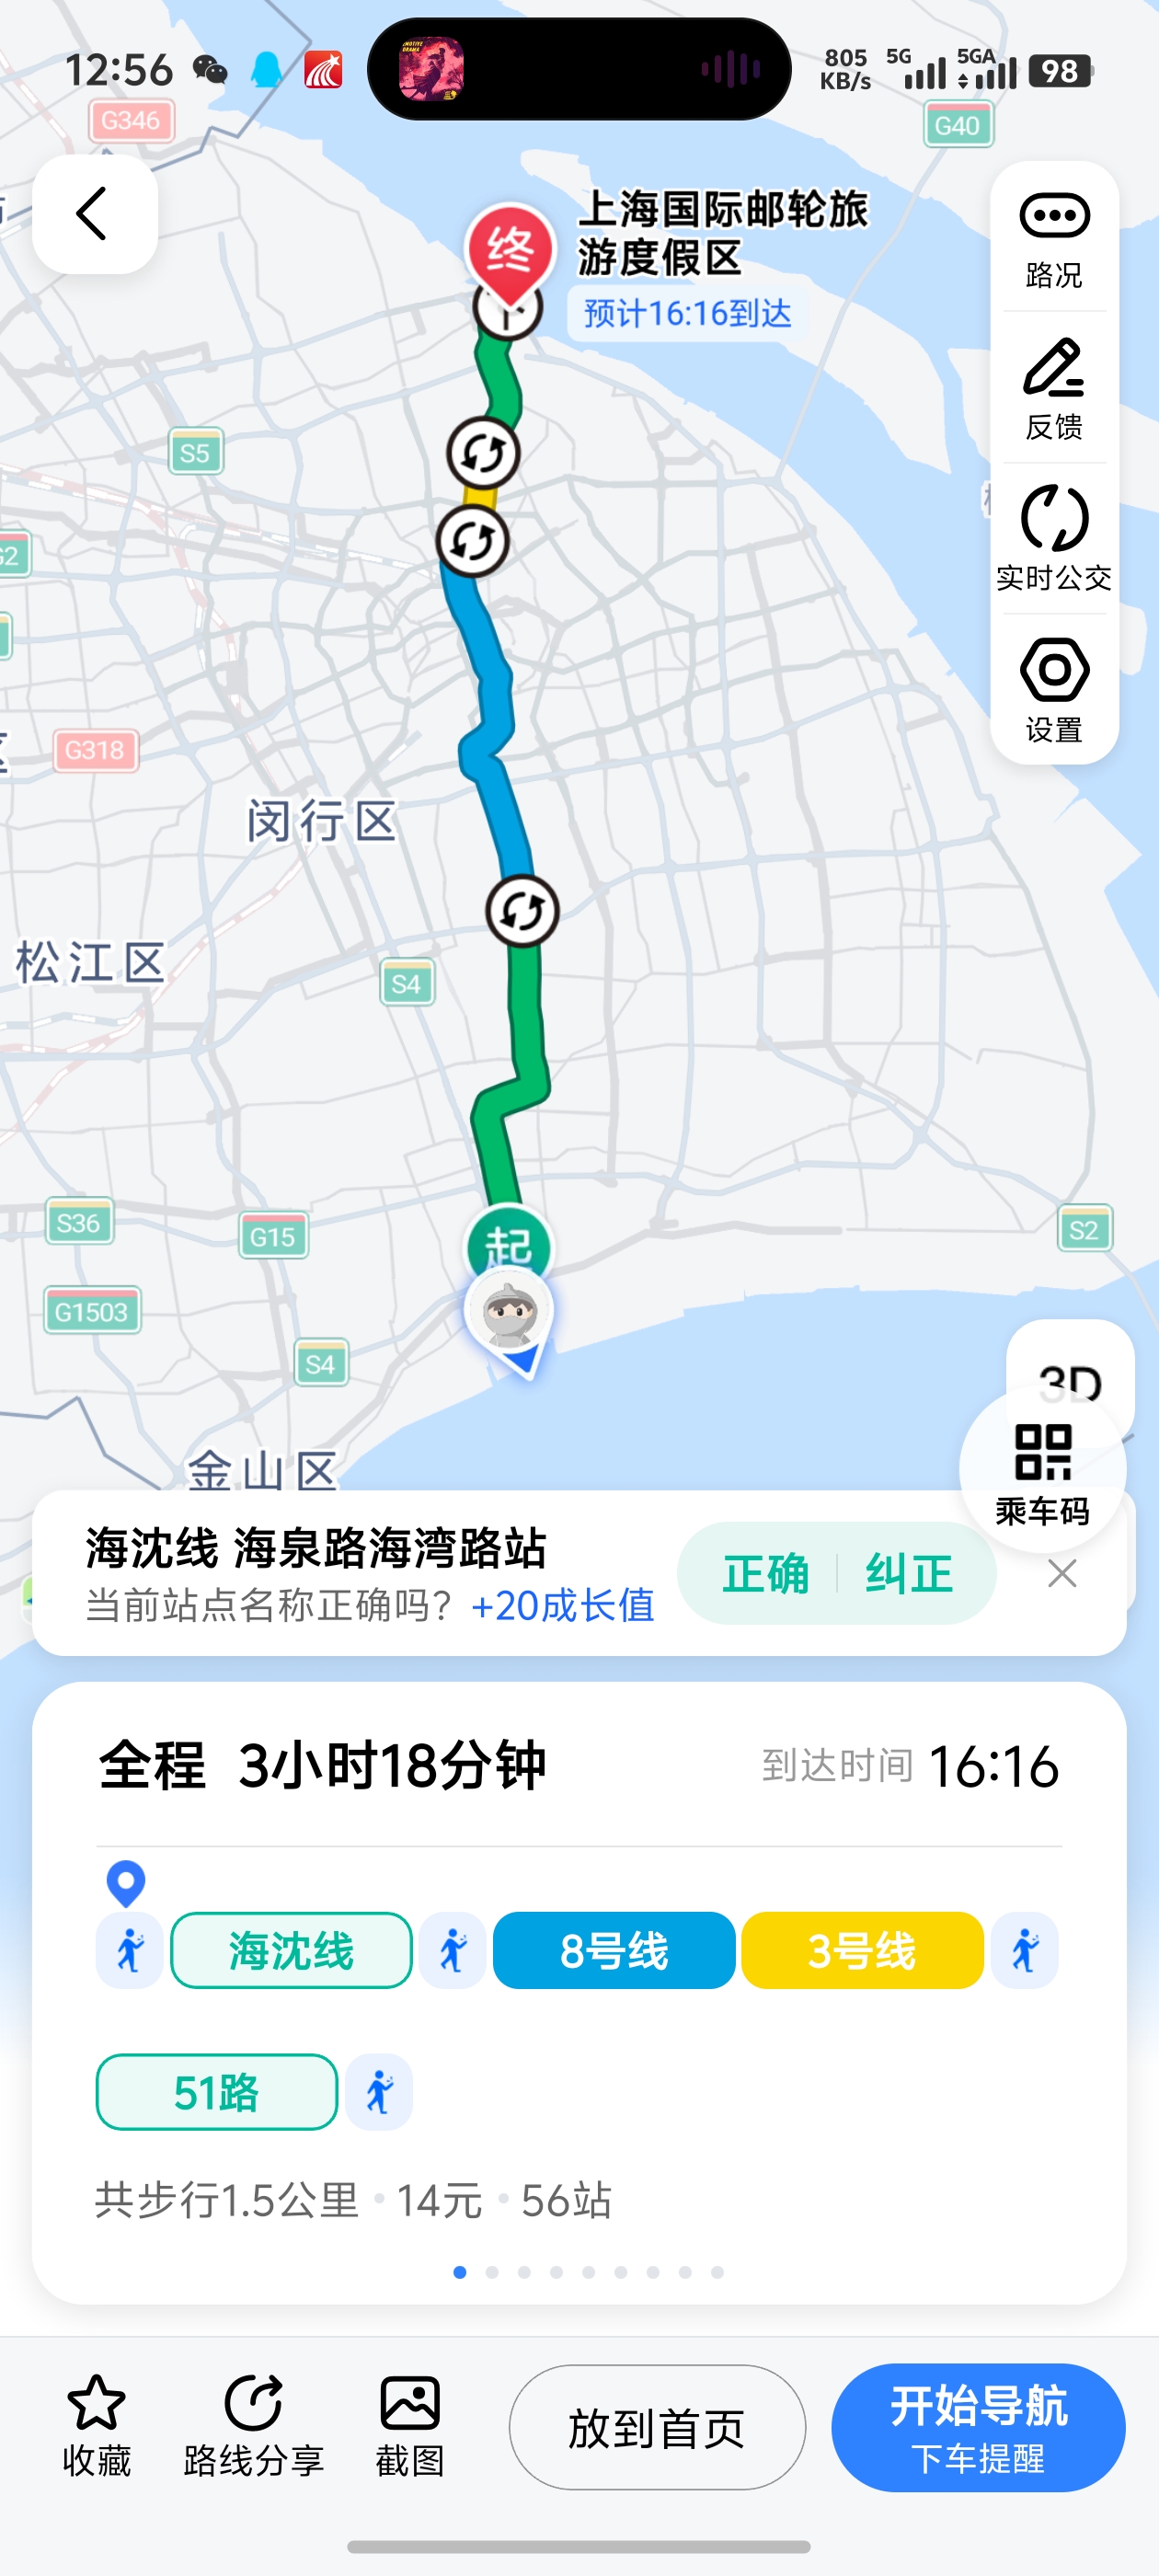 12:56
805
KB/s
5G
5GA
98
G346
G40
上海国际邮轮旅
游度假区
终
预计16:16到达
路况
反馈
实时公交
设置
S5
G2
G318
闵行区
松江区
S4
起
S36
G15
S2
G1503
S4
金山区
3D
乘车码
海沈线 海泉路海湾路站
当前站点名称正确吗? +20成长值
正确
纠正
全程 3小时18分钟
到达时间 16:16
海沈线
8号线
3号线
51路
共步行1.5公里 · 14元 · 56站
收藏
路线分享
截图
放到首页
开始导航
下车提醒